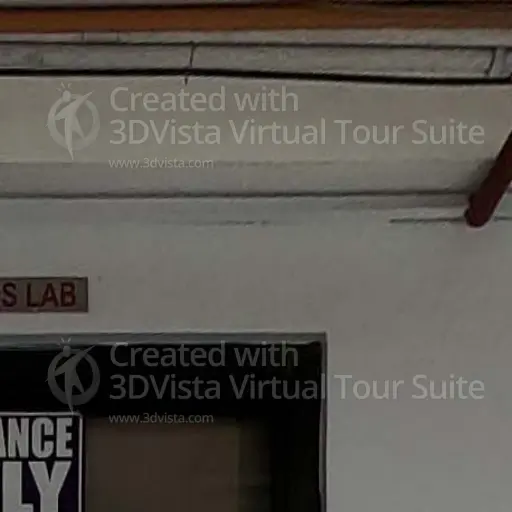 Created with
3DVista Virtual Tour Suite
www.3dvista.com
S LAB
Created with
3DVista Virtual Tour Suite
www.3dvista.com
ANCE
LY